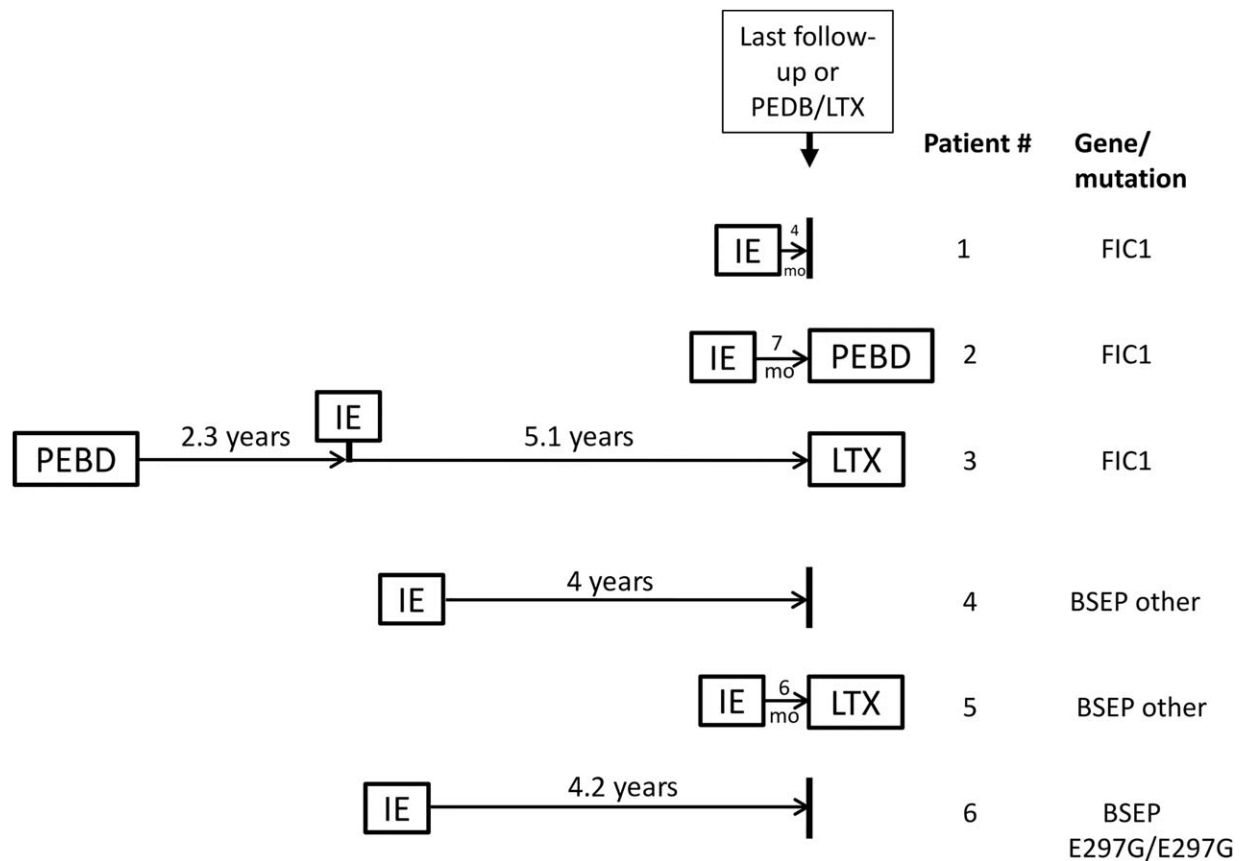 Last follow-
up or
PEDB/LTX
Patient #
Gene/
mutation
IE
4
mo
1
FIC1
IE
7
mo
PEBD
2
FIC1
PEBD
2.3 years
IE
5.1 years
LTX
3
FIC1
IE
4 years
4
BSEP other
IE
6
mo
LTX
5
BSEP other
IE
4.2 years
6
BSEP
E297G/E297G